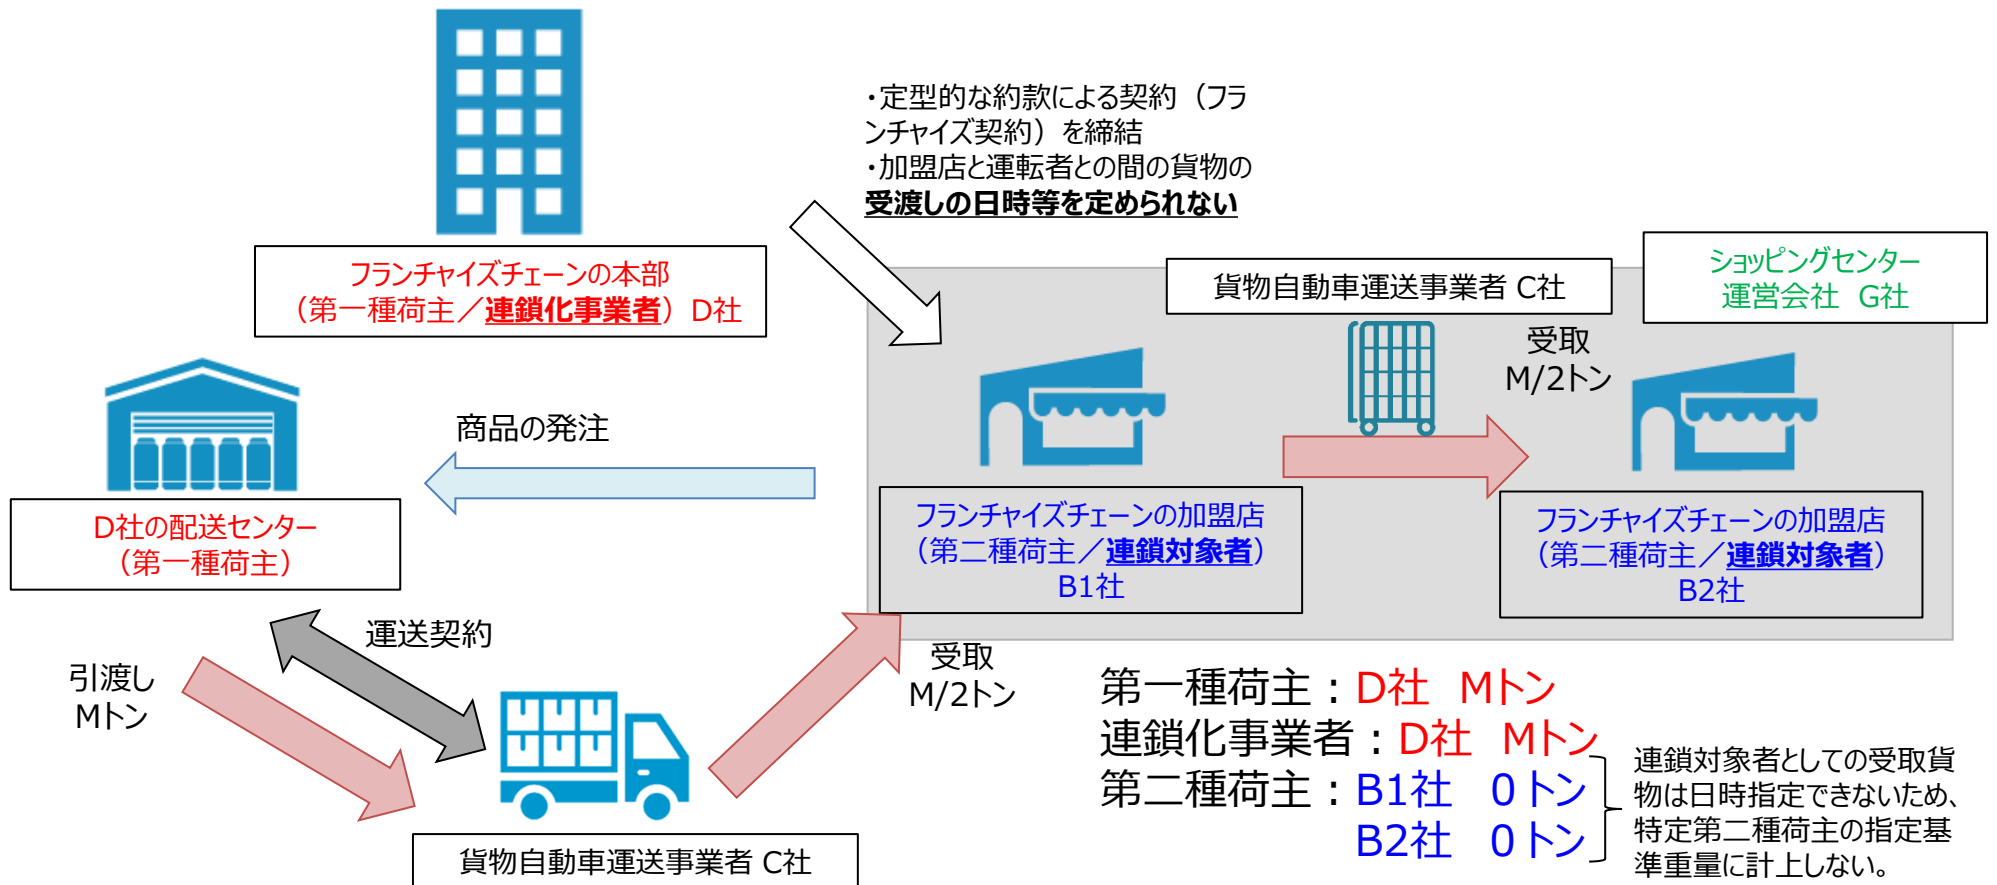 ・定型的な約款による契約（フラ
ンチャイズ契約）を締結
・加盟店と運転者との間の貨物の
受渡しの日時等を定められない
フランチャイズチェーンの本部
（第一種荷主／連鎖化事業者）D社
貨物自動車運送事業者 C社
ショッピングセンター
運営会社 G社
受取
M/2トン
商品の発注
D社の配送センター
（第一種荷主）
フランチャイズチェーンの加盟店
（第二種荷主／連鎖対象者）
B1社
フランチャイズチェーンの加盟店
（第二種荷主／連鎖対象者）
B2社
運送契約
引渡し
Mトン
受取
M/2トン
貨物自動車運送事業者 C社
第一種荷主：D社 Mトン
連鎖化事業者：D社 Mトン
第二種荷主：B1社 0トン
B2社 0トン
連鎖対象者としての受取貨
物は日時指定できないため、
特定第二種荷主の指定基
準重量に計上しない。